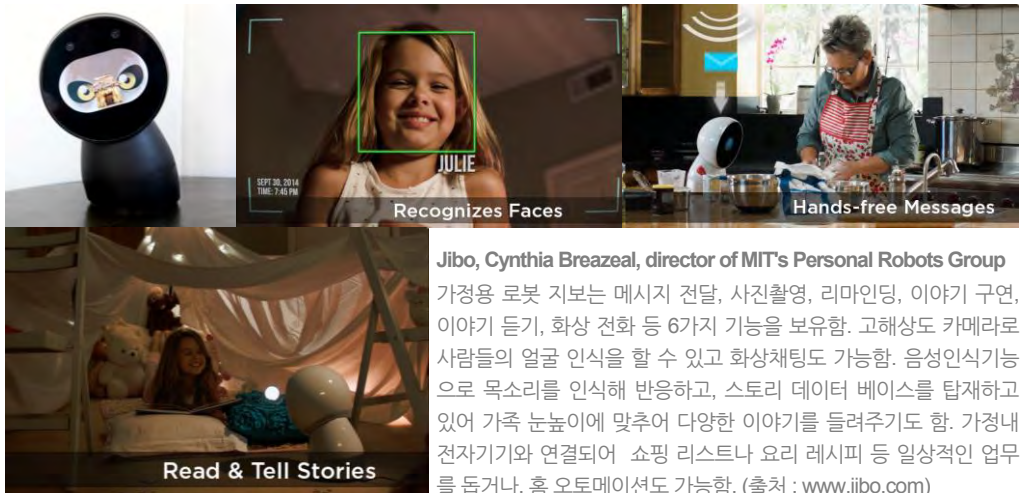 JULIE
SEPT 30, 2014
TIME: 7:45 PM
Recognizes Faces
Hands-free Messages
Read & Tell Stories
Jibo, Cynthia Breazeal, director of MIT's Personal Robots Group
가정용 로봇 지보는 메시지 전달, 사진촬영, 리마인딩, 이야기 구연,
이야기 듣기, 화상 전화 등 6가지 기능을 보유함. 고해상도 카메라로
사람들의 얼굴 인식을 할 수 있고 화상채팅도 가능함. 음성인식기능
으로 목소리를 인식해 반응하고, 스토리 데이터 베이스를 탑재하고
있어 가족 눈높이에 맞추어 다양한 이야기를 들려주기도 함. 가정내
전자기기와 연결되어 쇼핑 리스트나 요리 레시피 등 일상적인 업무
를 돕거나, 홈 오토메이션도 가능함. (출처 : www.jibo.com)